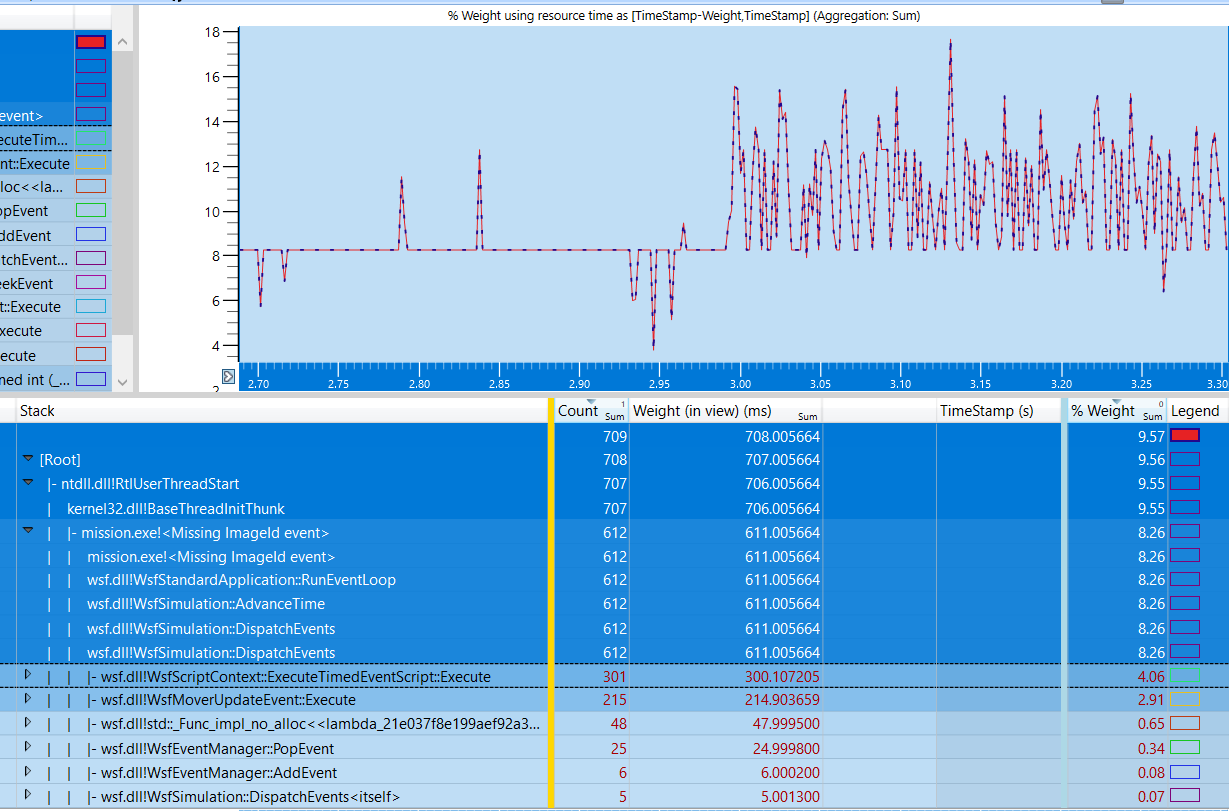 % Weight using resource time as [TimeStamp-Weight,TimeStamp] (Aggregation: Sum)
18
16
14
12
10
8
6
4
2
2.70 2.75 2.80 2.85 2.90 2.95 3.00 3.05 3.10 3.15 3.20 3.25 3.30
event>
ecuteTim...
nt::Execute
lloc<<la...
opEvent
ddEvent
tchEvent...
eekEvent
t::Execute
xecute
ecute
ned int (_...
Stack Count 1 Sum Weight (in view) (ms) Sum TimeStamp (s) % Weight 0 Sum Legend
709 708.005664 9.57
[Root] 708 707.005664 9.56
|- ntdll.dll!RtlUserThreadStart 707 706.005664 9.55
| kernel32.dll!BaseThreadInitThunk 707 706.005664 9.55
| |- mission.exe!<Missing ImageId event> 612 611.005664 8.26
| | mission.exe!<Missing ImageId event> 612 611.005664 8.26
| | wsf.dll!WsfStandardApplication::RunEventLoop 612 611.005664 8.26
| | wsf.dll!WsfSimulation::AdvanceTime 612 611.005664 8.26
| | wsf.dll!WsfSimulation::DispatchEvents 612 611.005664 8.26
| | wsf.dll!WsfSimulation::DispatchEvents 612 611.005664 8.26
| | |- wsf.dll!WsfScriptContext::ExecuteTimedEventScript::Execute 301 300.107205 4.06
| | |- wsf.dll!WsfMoverUpdateEvent::Execute 215 214.903659 2.91
| | |- wsf.dll!std::_Func_impl_no_alloc<<lambda_21e037f8e199aef92a3... 48 47.999500 0.65
| | |- wsf.dll!WsfEventManager::PopEvent 25 24.999800 0.34
| | |- wsf.dll!WsfEventManager::AddEvent 6 6.000200 0.08
| | |- wsf.dll!WsfSimulation::DispatchEvents<itself> 5 5.001300 0.07